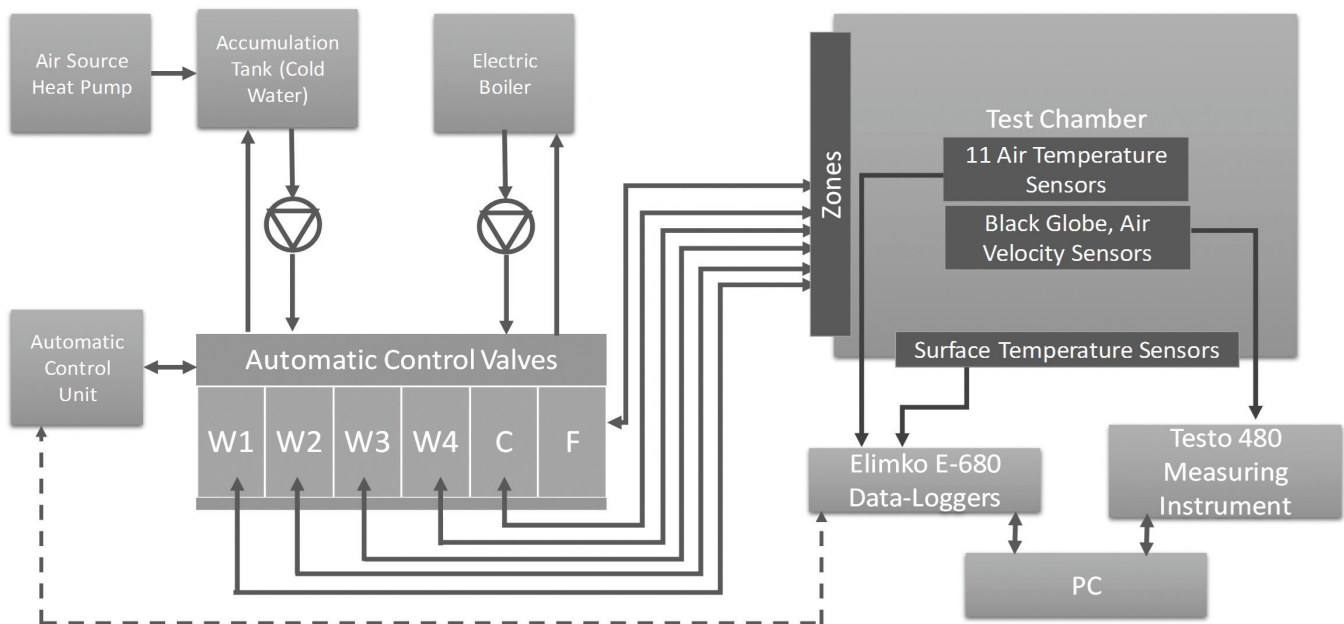 Air Source
Heat Pump
Accumulation
Tank (Cold
Water)
Electric
Boiler
Test Chamber
11 Air Temperature
Sensors
Black Globe, Air
Velocity Sensors
Zones
Surface Temperature Sensors
Automatic
Control
Unit
Automatic Control Valves
W1 W2 W3 W4 C F
Elimko E-680
Data-Loggers
Testo 480
Measuring
Instrument
PC